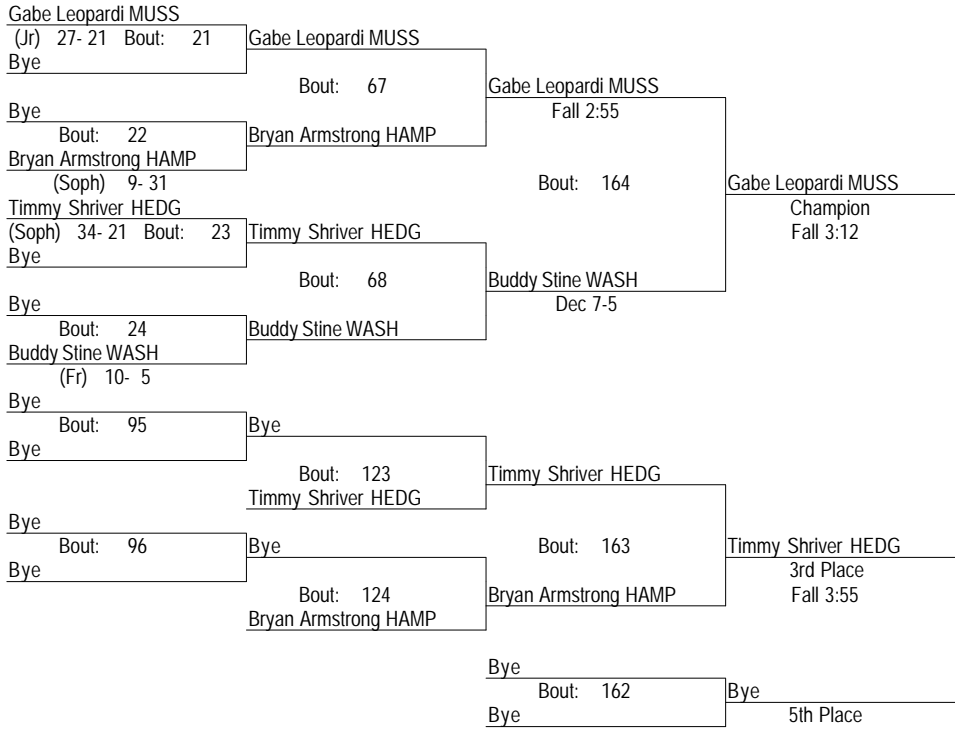 Gabe Leopardi MUSS
(Jr) 27- 21 Bout: 21 Gabe Leopardi MUSS
Bye
Bout: 67 Gabe Leopardi MUSS
Bye Fall 2:55
Bout: 22 Bryan Armstrong HAMP
Bryan Armstrong HAMP
(Soph) 9- 31 Bout: 164 Gabe Leopardi MUSS
Timmy Shriver HEDG Champion
(Soph) 34- 21 Bout: 23 Timmy Shriver HEDG Fall 3:12
Bye
Bout: 68 Buddy Stine WASH
Bye Dec 7-5
Bout: 24 Buddy Stine WASH
Buddy Stine WASH
(Fr) 10- 5
Bye
Bout: 95 Bye
Bye
Bout: 123 Timmy Shriver HEDG
Timmy Shriver HEDG
Bye
Bout: 96 Bye Bout: 163 Timmy Shriver HEDG
Bye 3rd Place
Bout: 124 Bryan Armstrong HAMP Fall 3:55
Bryan Armstrong HAMP
Bye
Bout: 162 Bye
Bye 5th Place